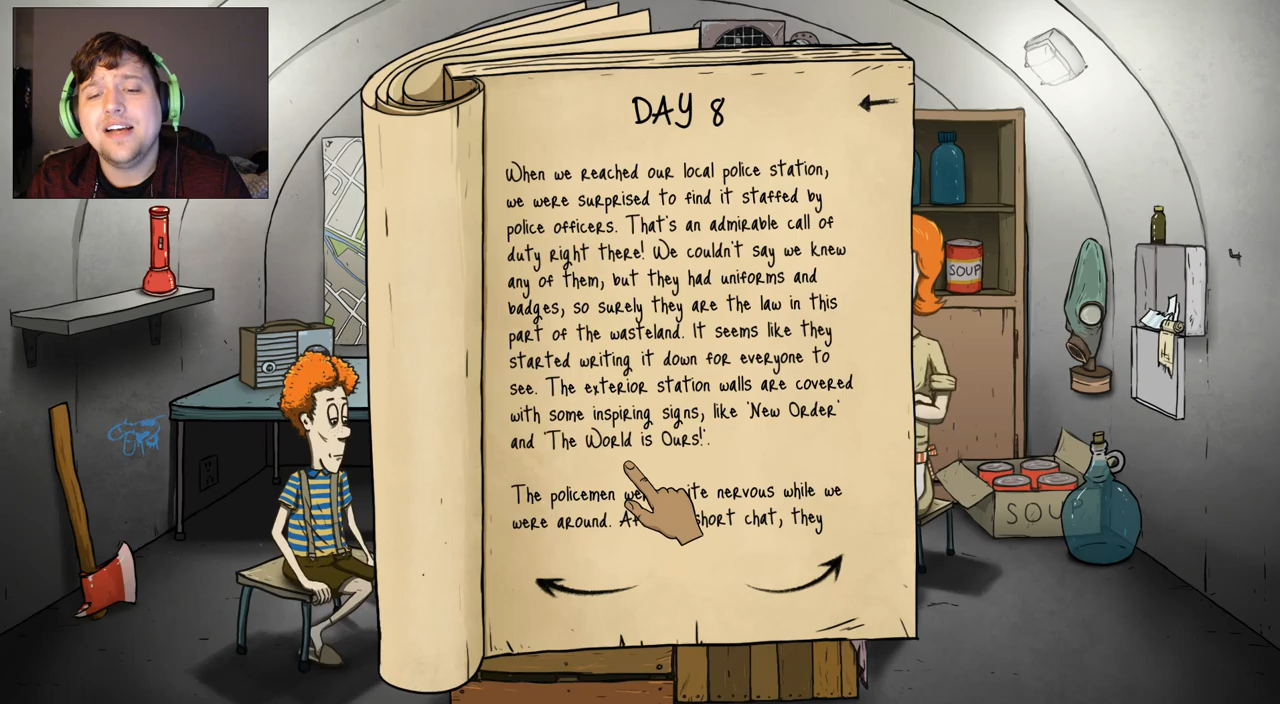 DAY 8
When we reached our local police station,
we were surprised to find it staffed by
police officers. That's an admirable call of
duty right there! We couldn't say we knew
any of them, but they had uniforms and
badges, so surely they are the law in this
part of the wasteland. It seems like they
started writing it down for everyone to
see. The exterior station walls are covered
with some inspiring signs, like 'New Order'
and 'The World is Ours!'.
The policemen nervous while we
were around. short chat, they
SOUP
SOU